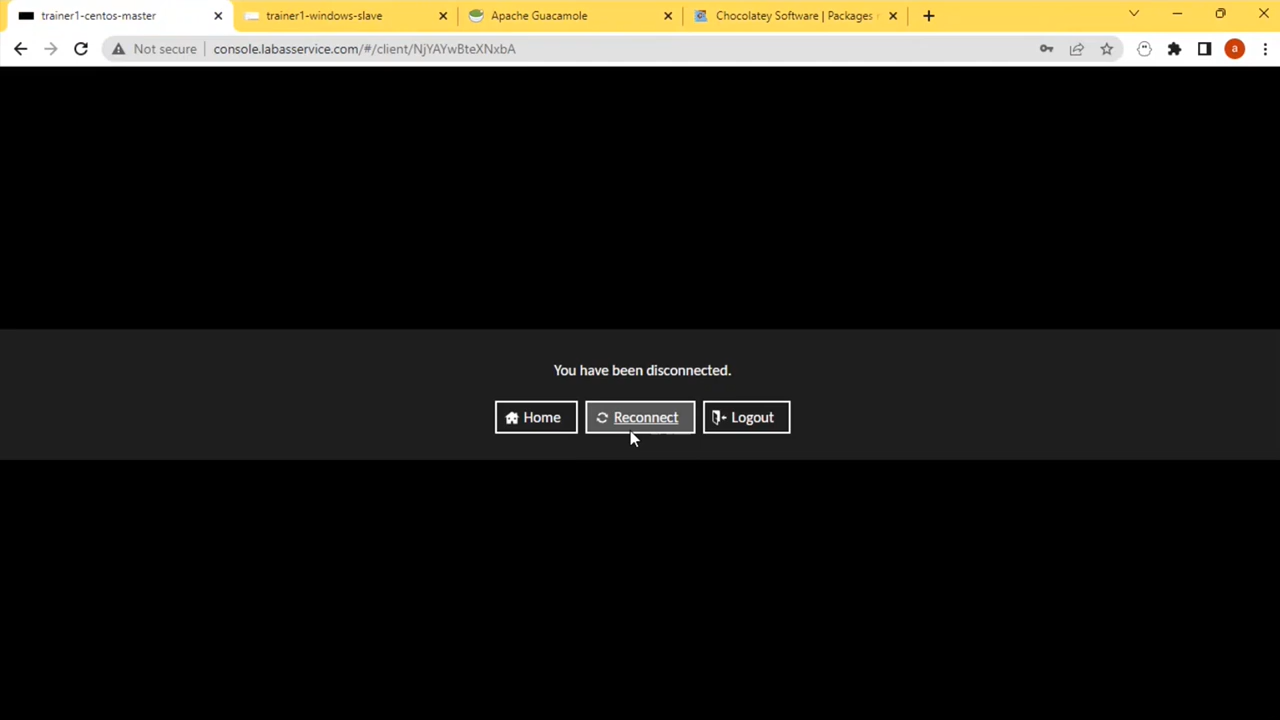 trainer1-centos-master
trainer1-windows-slave
Apache Guacamole
Chocolatey Software | Packages
Not secure
console.labasservice.com/#/client/NjYAYwBteXNxbA
a
You have been disconnected.
Home
Reconnect
Logout